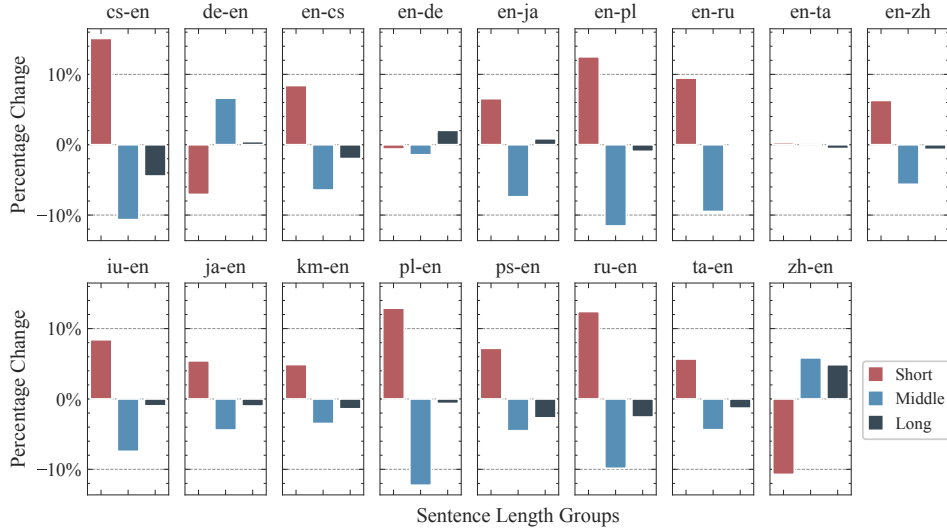 cs-en de-en en-cs en-de en-ja en-pl en-ru en-ta en-zh
Percentage Change
10%
0%
−10%
iu-en ja-en km-en pl-en ps-en ru-en ta-en zh-en
Percentage Change
10%
0%
−10%
Short
Middle
Long
Sentence Length Groups